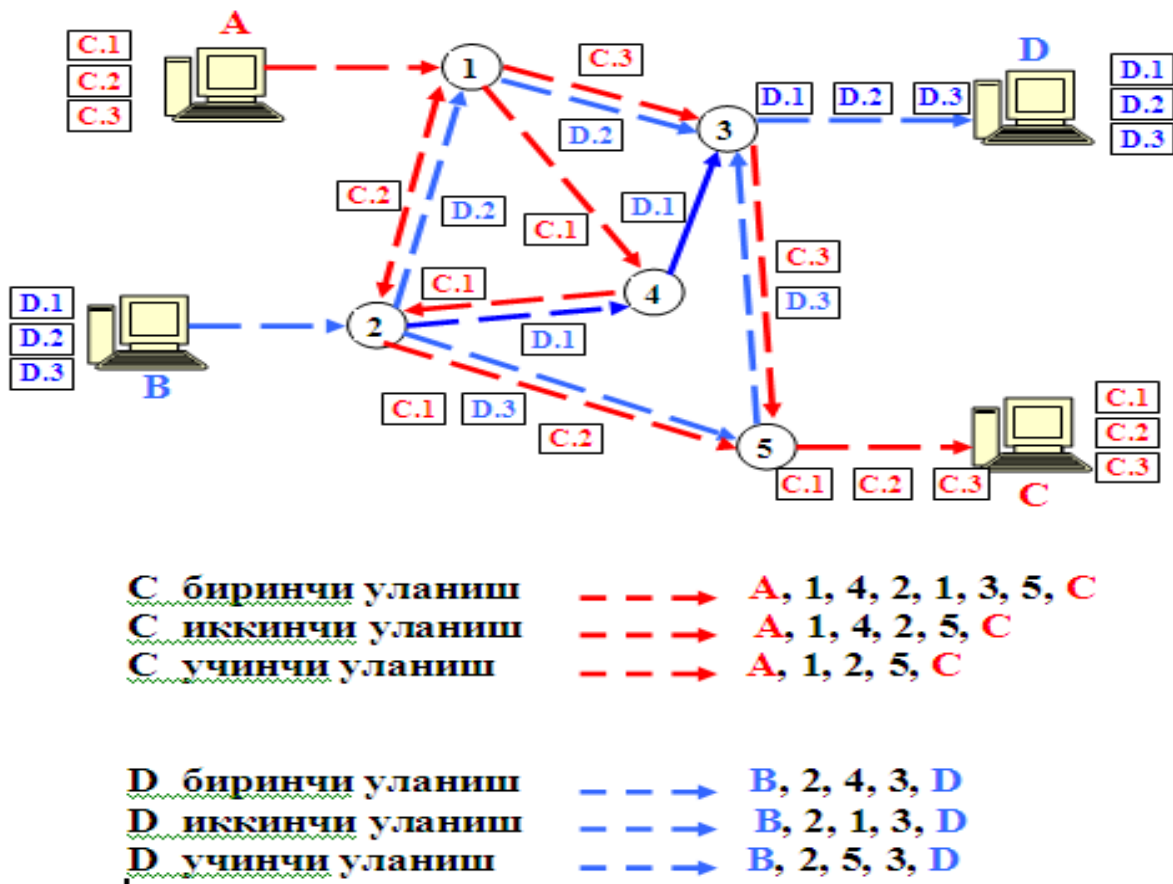 A
C.1
C.2
C.3
1
C.3
D
D.1
D.2
D.3
D.1 D.2 D.3
3
D.2
C.2
D.2
C.1
D.1
C.3
D.3
4
C.1
D.1
2
D.1
D.2
D.3
B
C.1 D.3
C.2
5
C.1 C.2 C.3
C.1
C.2
C.3
C
C биринчи уланиш A, 1, 4, 2, 1, 3, 5, C
C иккинчи уланиш A, 1, 4, 2, 5, C
C учинчи уланиш A, 1, 2, 5, C
D биринчи уланиш B, 2, 4, 3, D
D иккинчи уланиш B, 2, 1, 3, D
D учинчи уланиш B, 2, 5, 3, D